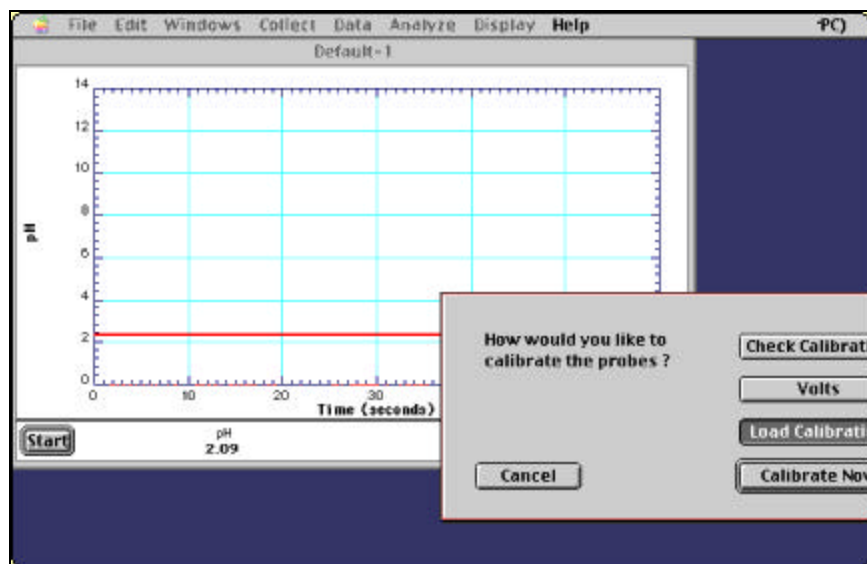 File Edit Windows Collect Data Analyze Display Help PC)
Default-1
14
12
10
8
6
4
2
0
pH
0 10 20 30
Time (seconds)
Start
pH
2.09
How would you like to
calibrate the probes ?
Check Calibrati
Volts
Load Calibrati
Cancel
Calibrate Nov